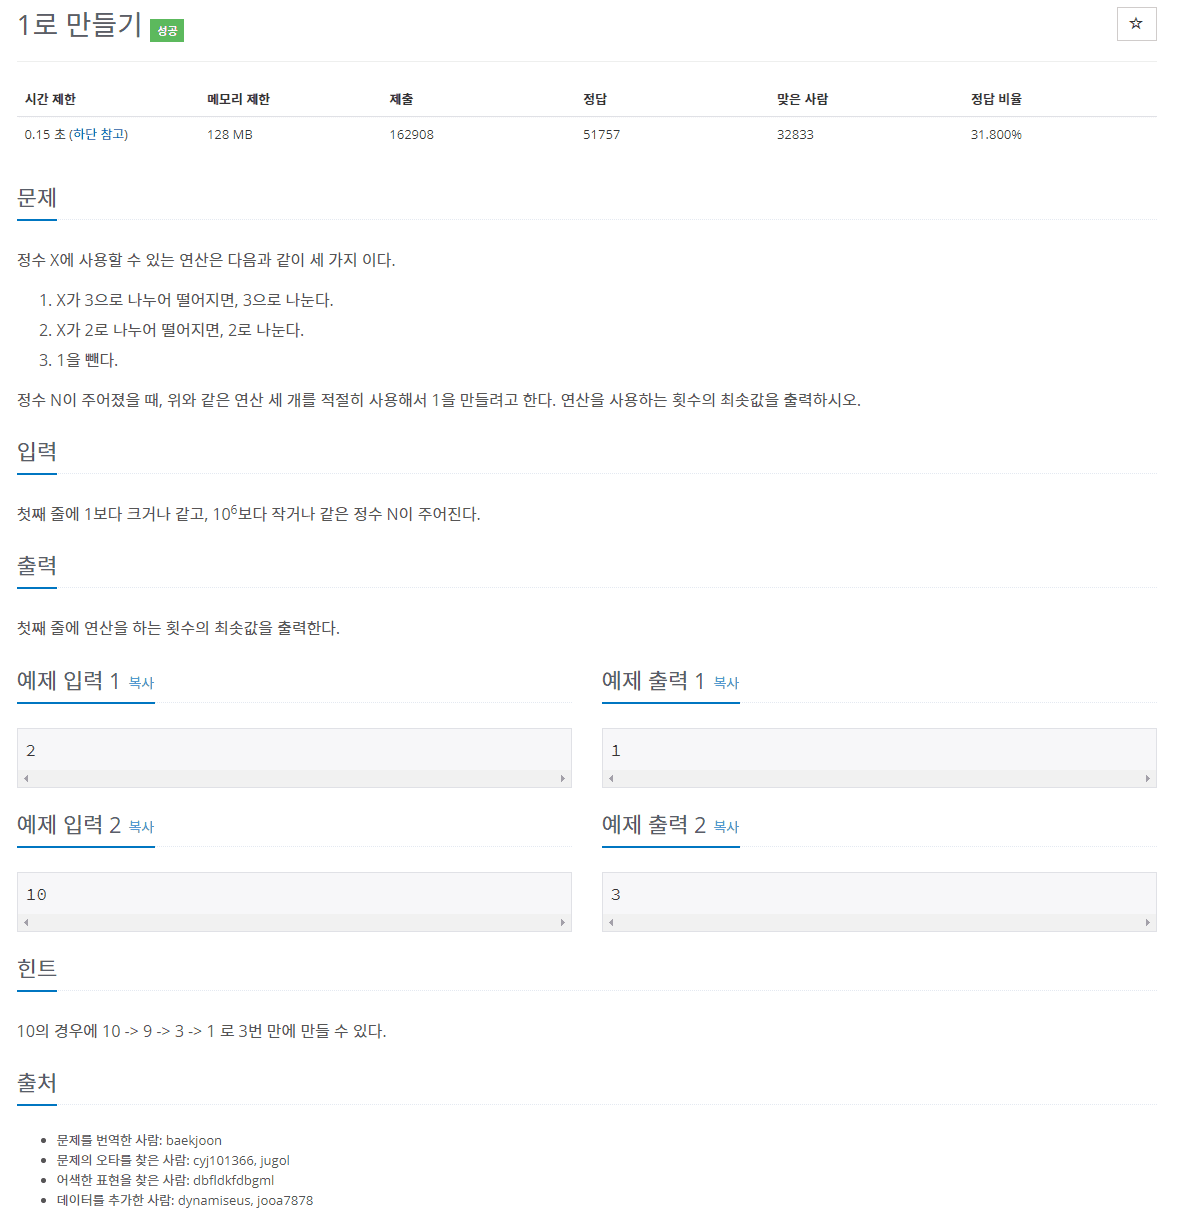 1로 만들기 성공
☆
시간 제한 메모리 제한 제출 정답 맞은 사람 정답 비율
0.15 초 (하단 참고) 128 MB 162908 51757 32833 31.800%
문제
정수 X에 사용할 수 있는 연산은 다음과 같이 세 가지 이다.
1. X가 3으로 나누어 떨어지면, 3으로 나눈다.
2. X가 2로 나누어 떨어지면, 2로 나눈다.
3. 1을 뺀다.
정수 N이 주어졌을 때, 위와 같은 연산 세 개를 적절히 사용해서 1을 만들려고 한다. 연산을 사용하는 횟수의 최솟값을 출력하시오.
입력
첫째 줄에 1보다 크거나 같고, 10⁶보다 작거나 같은 정수 N이 주어진다.
출력
첫째 줄에 연산을 하는 횟수의 최솟값을 출력한다.
예제 입력 1 복사
2
예제 출력 1 복사
1
예제 입력 2 복사
10
예제 출력 2 복사
3
힌트
10의 경우에 10 -> 9 -> 3 -> 1 로 3번 만에 만들 수 있다.
출처
• 문제를 번역한 사람: baekjoon
• 문제의 오타를 찾은 사람: cyj101366, jugol
• 어색한 표현을 찾은 사람: dbfldkfdbgml
• 데이터를 추가한 사람: dynamiseus, jooa7878